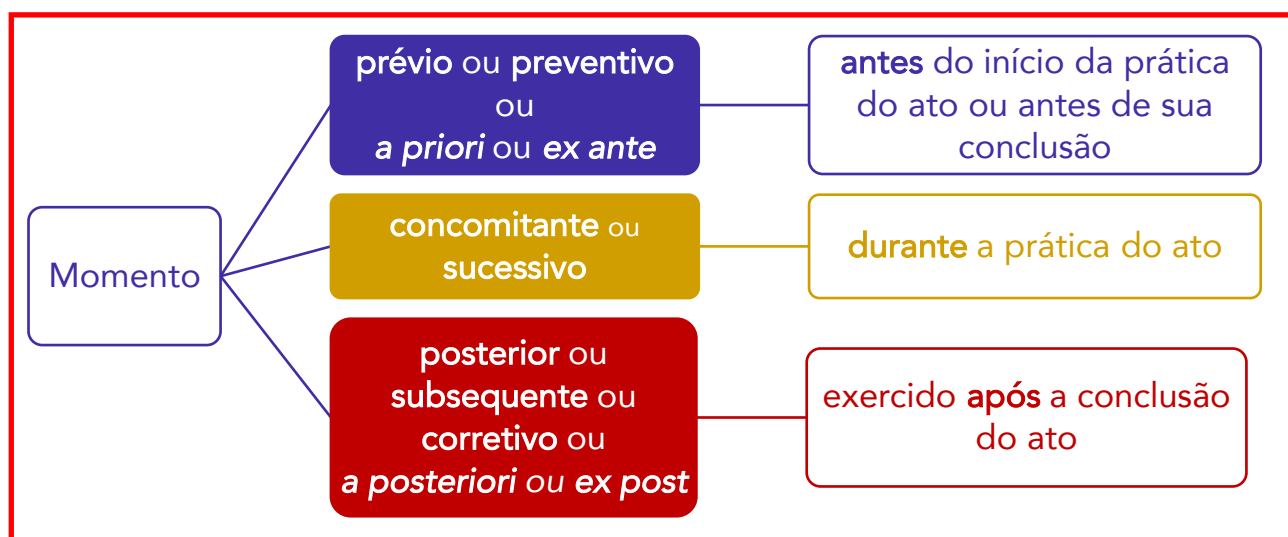 Momento
prévio ou preventivo
ou
a priori ou ex ante
antes do início da prática
do ato ou antes de sua
conclusão
concomitante ou
sucessivo
durante a prática do ato
posterior ou
subsequente ou
corretivo ou
a posteriori ou ex post
exercido após a conclusão
do ato